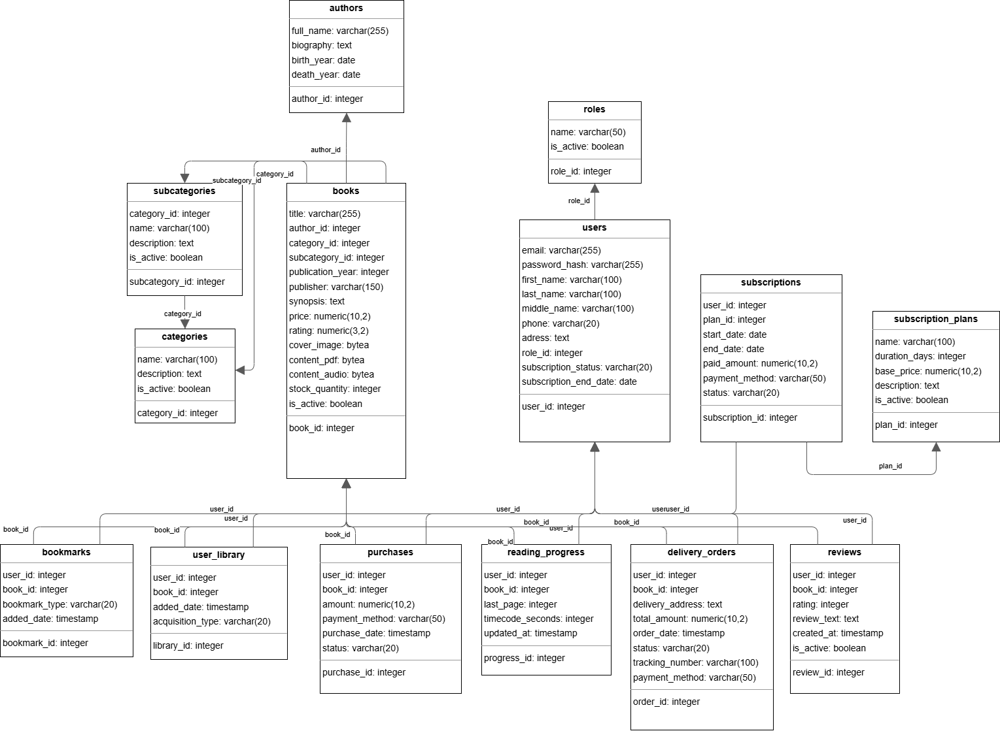 authors
full_name: varchar(255)
biography: text
birth_year: date
death_year: date
author_id: integer
roles
name: varchar(50)
is_active: boolean
role_id: integer
author_id
category_id
subcategory_id
role_id
subcategories
category_id: integer
name: varchar(100)
description: text
is_active: boolean
subcategory_id: integer
category_id
categories
name: varchar(100)
description: text
is_active: boolean
category_id: integer
books
title: varchar(255)
author_id: integer
category_id: integer
subcategory_id: integer
publication_year: integer
publisher: varchar(150)
synopsis: text
price: numeric(10,2)
rating: numeric(3,2)
cover_image: bytea
content_pdf: bytea
content_audio: bytea
stock_quantity: integer
is_active: boolean
book_id: integer
users
email: varchar(255)
password_hash: varchar(255)
first_name: varchar(100)
last_name: varchar(100)
middle_name: varchar(100)
phone: varchar(20)
adress: text
role_id: integer
subscription_status: varchar(20)
subscription_end_date: date
user_id: integer
subscriptions
user_id: integer
plan_id: integer
start_date: date
end_date: date
paid_amount: numeric(10,2)
payment_method: varchar(50)
status: varchar(20)
subscription_id: integer
subscription_plans
name: varchar(100)
duration_days: integer
base_price: numeric(10,2)
description: text
is_active: boolean
plan_id: integer
plan_id
user_id
user_id
useruser_id
user_id
user_id
book_id
book_id
book_id
book_id
user_id
book_id
book_id
bookmarks
user_id: integer
book_id: integer
bookmark_type: varchar(20)
added_date: timestamp
bookmark_id: integer
user_library
user_id: integer
book_id: integer
added_date: timestamp
acquisition_type: varchar(20)
library_id: integer
purchases
user_id: integer
book_id: integer
amount: numeric(10,2)
payment_method: varchar(50)
purchase_date: timestamp
status: varchar(20)
purchase_id: integer
reading_progress
user_id: integer
book_id: integer
last_page: integer
timecode_seconds: integer
updated_at: timestamp
progress_id: integer
delivery_orders
user_id: integer
book_id: integer
delivery_address: text
total_amount: numeric(10,2)
order_date: timestamp
status: varchar(20)
tracking_number: varchar(100)
payment_method: varchar(50)
order_id: integer
reviews
user_id: integer
book_id: integer
rating: integer
review_text: text
created_at: timestamp
is_active: boolean
review_id: integer